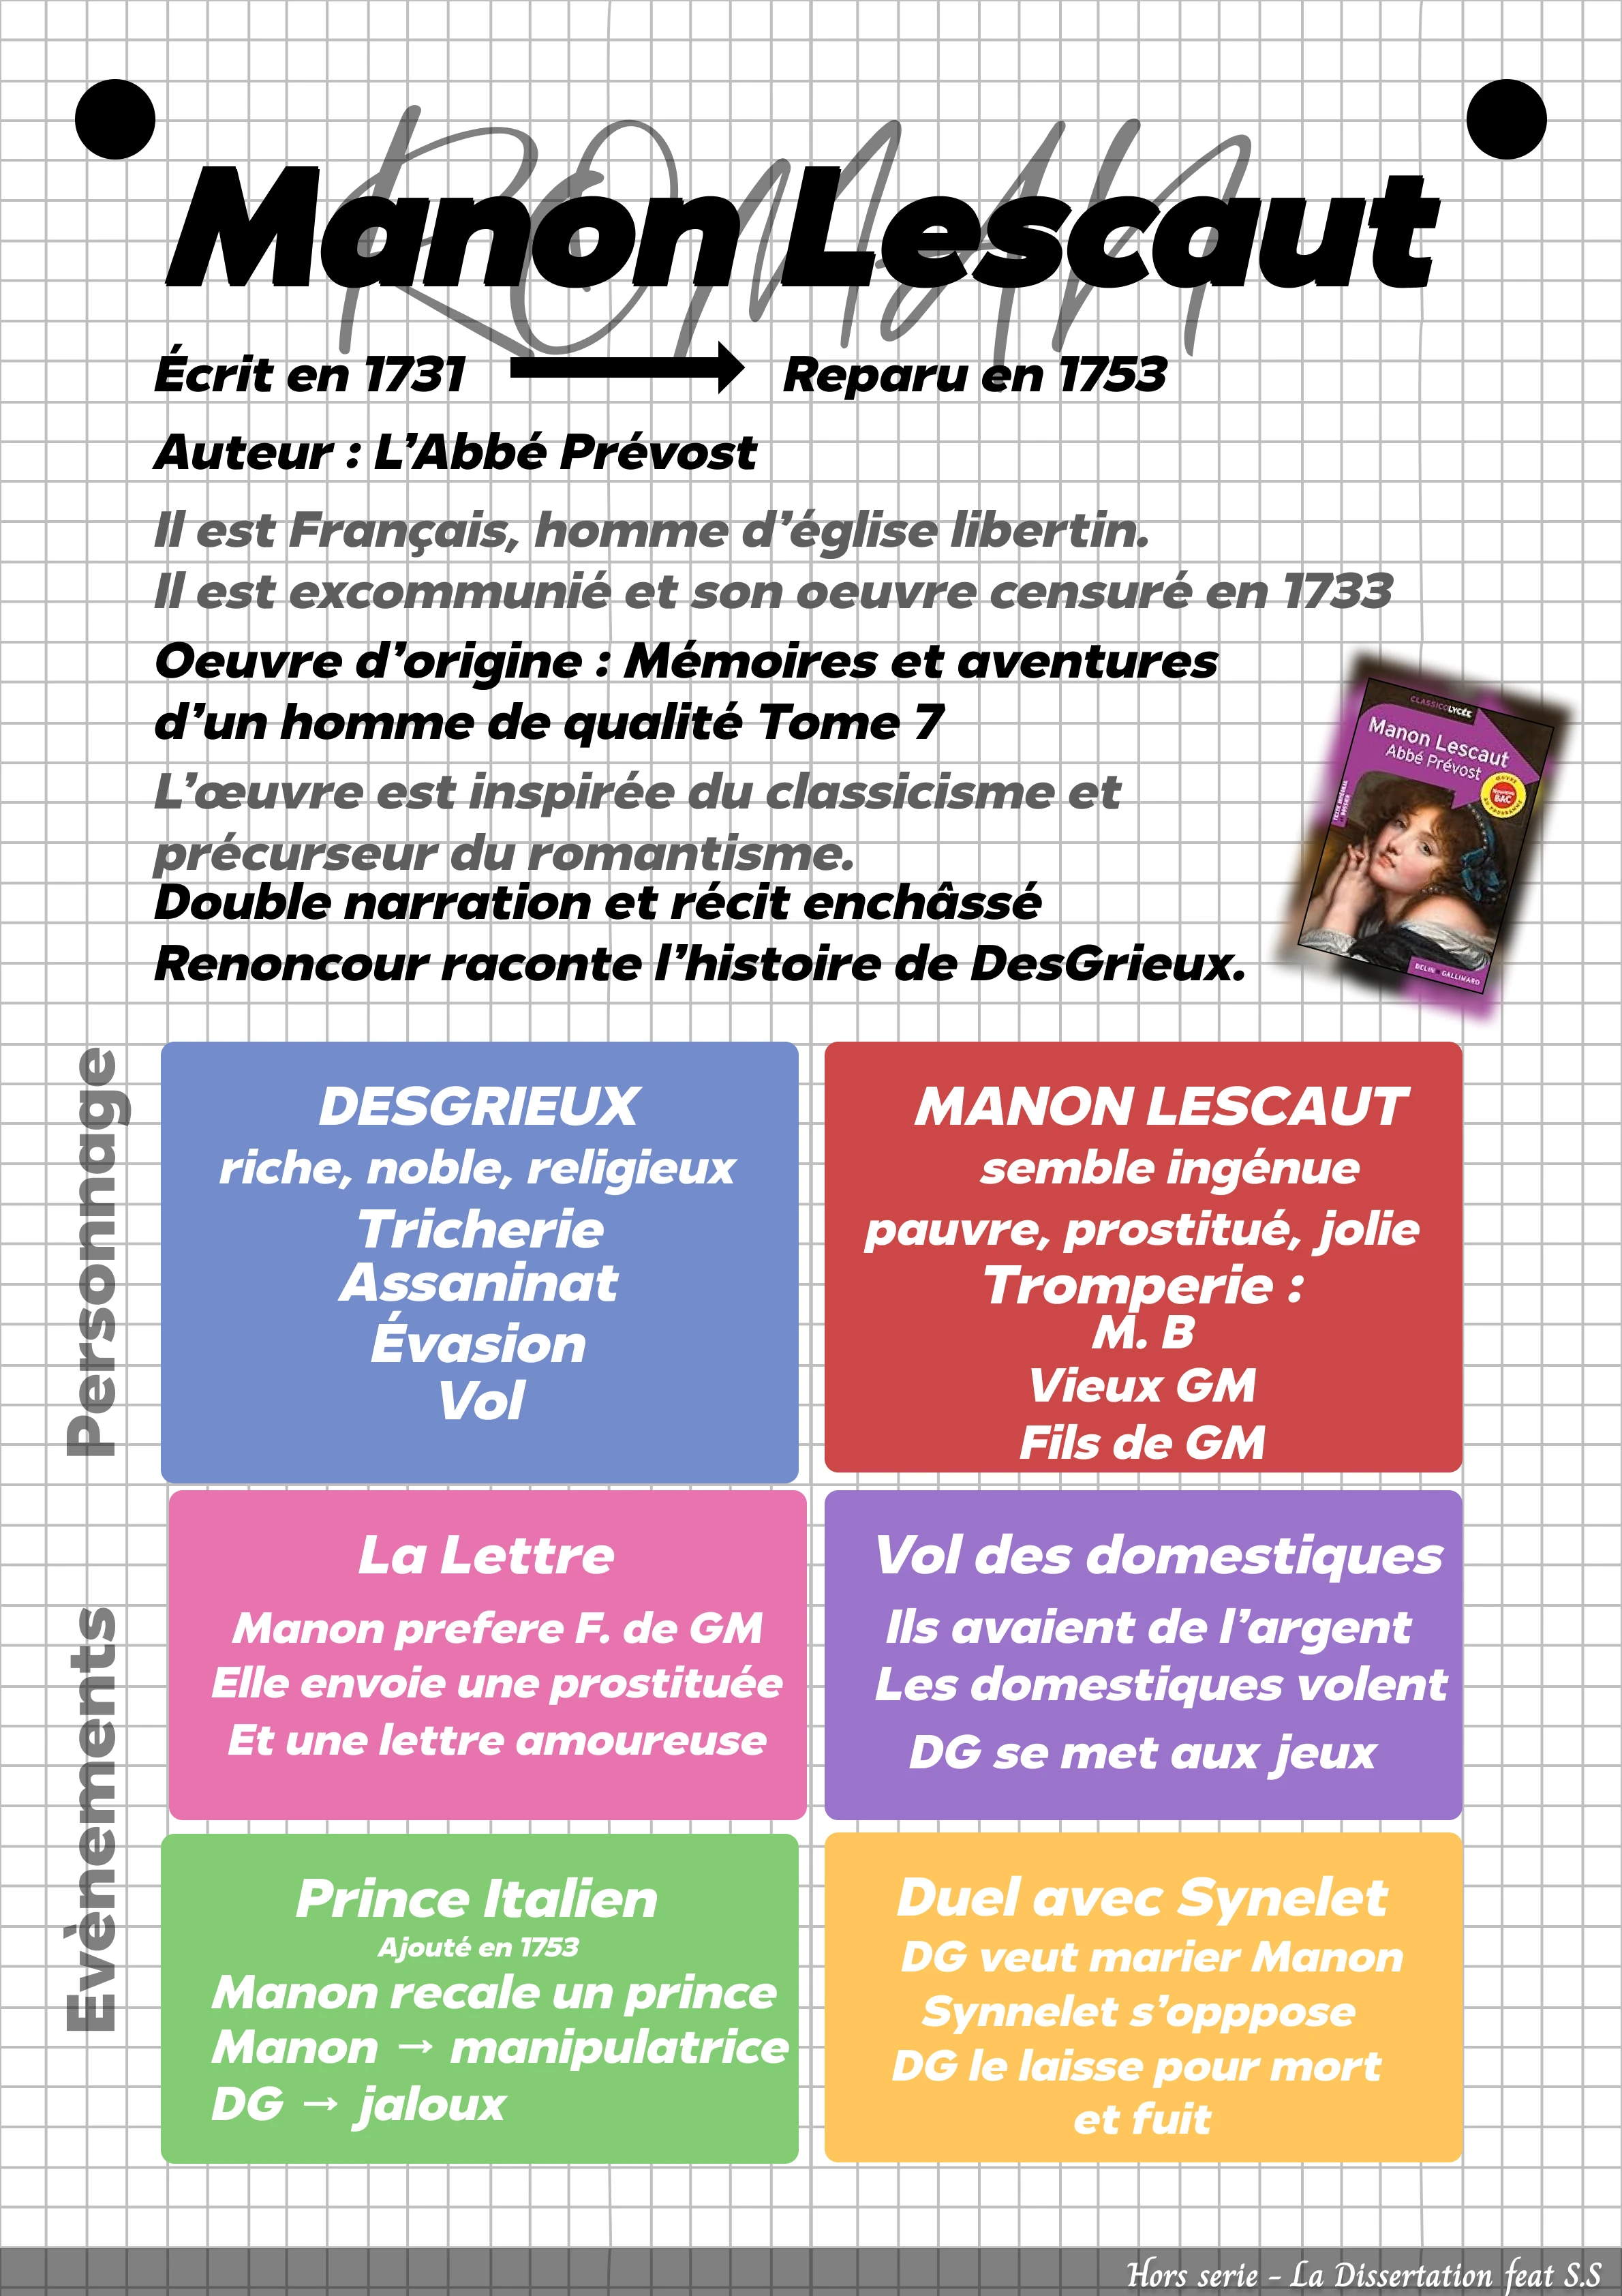 ROMAN
Manon Lescaut
Écrit en 1731
Reparu en 1753
Auteur : L’Abbé Prévost
Il est Français, homme d’église libertin.
Il est excommunié et son oeuvre censuré en 1733
Oeuvre d’origine : Mémoires et aventures
d’un homme de qualité Tome 7
L’œuvre est inspirée du classicisme et
précurseur du romantisme.
Double narration et récit enchâssé
Renoncour raconte l’histoire de DesGrieux.
CLASSICOLYCÉE
Manon Lescaut
Abbé Prévost
Nouveau
BAC
BELIN GALLIMARD
Personnage
DESGRIEUX
riche, noble, religieux
Tricherie
Assaninat
Évasion
Vol
MANON LESCAUT
semble ingénue
pauvre, prostitué, jolie
Tromperie :
M. B
Vieux GM
Fils de GM
Evènements
La Lettre
Manon prefere F. de GM
Elle envoie une prostituée
Et une lettre amoureuse
Vol des domestiques
Ils avaient de l’argent
Les domestiques volent
DG se met aux jeux
Prince Italien
Ajouté en 1753
Manon recale un prince
Manon → manipulatrice
DG → jaloux
Duel avec Synelet
DG veut marier Manon
Synnelet s’opppose
DG le laisse pour mort
et fuit
Hors serie - La Dissertation feat S.S